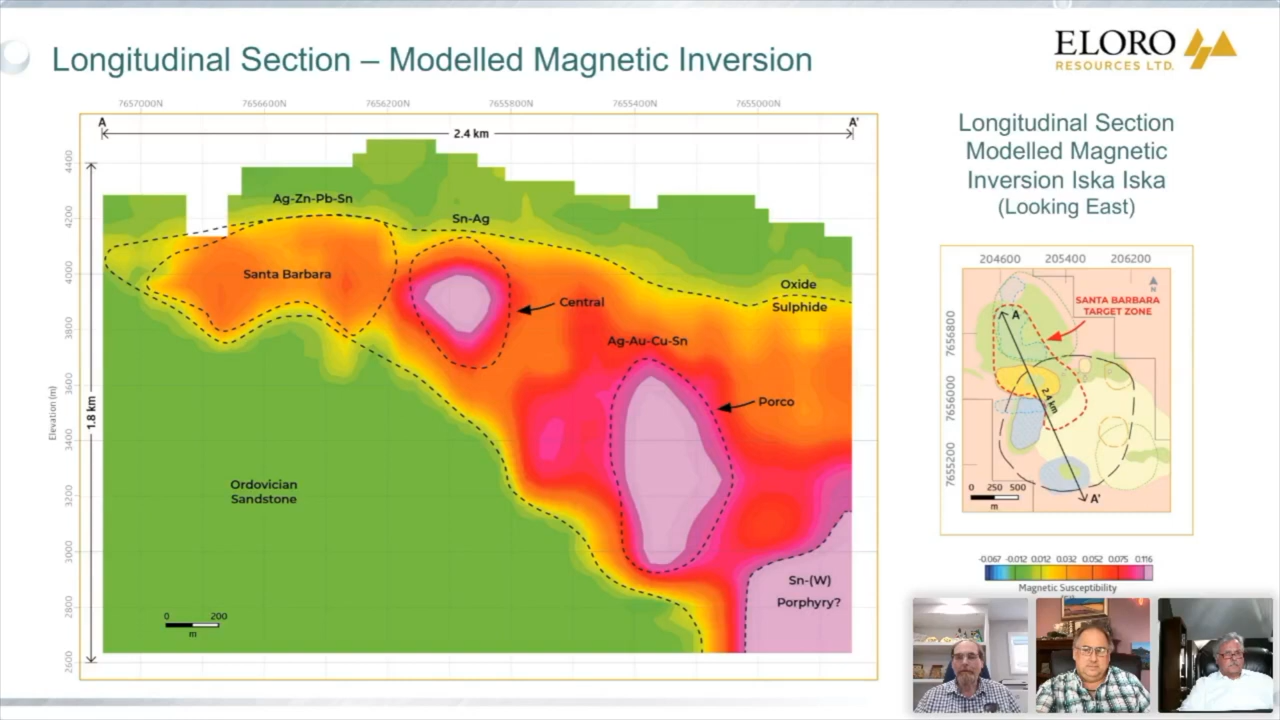 Longitudinal Section – Modelled Magnetic Inversion
ELORO
RESOURCES LTD.
7657000N 7656600N 7656200N 7655800N 7655400N 7655000N
A 2.4 km A'
4400
4200
4000
3800
3600
3400
3200
3000
2800
2600
Elevation (m)
1.8 km
Ag-Zn-Pb-Sn
Sn-Ag
Santa Barbara
Central
Oxide
Sulphide
Ag-Au-Cu-Sn
Porco
Ordovician
Sandstone
Sn-(W)
Porphyry?
0 200
m
Longitudinal Section
Modelled Magnetic
Inversion Iska Iska
(Looking East)
204600 205400 206200
7656800
7656000
7655200
N
SANTA BARBARA
TARGET ZONE
A
2.4 km
A'
0 250 500
m
-0.067 -0.012 0.012 0.032 0.052 0.075 0.116
Magnetic Susceptibility